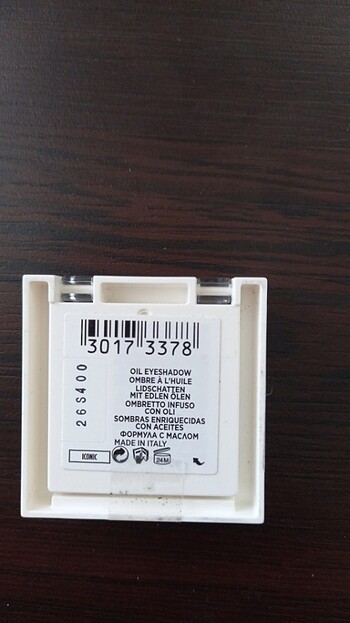 3017 3378
26S400
OIL EYESHADOW
OMBRE À L'HUILE
LIDSCHATTEN
MIT EDLEN ÖLEN
OMBRETTO INFUSO
CON OLI
SOMBRAS ENRIQUECIDAS
CON ACEITES
ФОРМУЛА С МАСЛОМ
MADE IN ITALY
ICONIC
24M